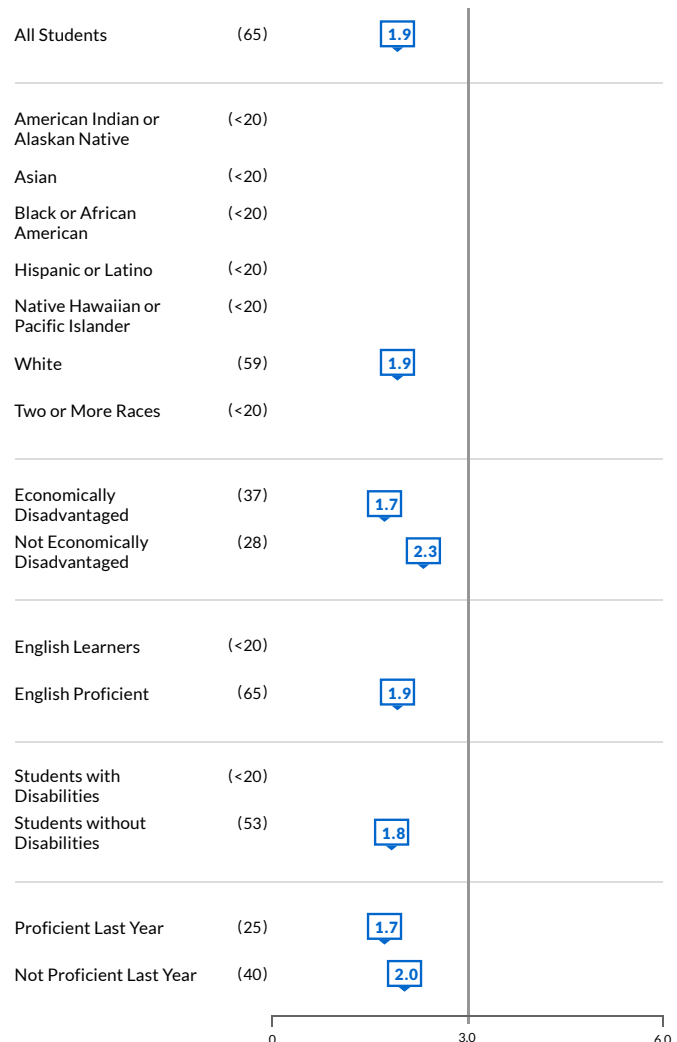 All Students (65) 1.9
American Indian or (<20)
Alaskan Native
Asian (<20)
Black or African (<20)
American
Hispanic or Latino (<20)
Native Hawaiian or (<20)
Pacific Islander
White (59) 1.9
Two or More Races (<20)
Economically (37) 1.7
Disadvantaged
Not Economically (28) 2.3
Disadvantaged
English Learners (<20)
English Proficient (65) 1.9
Students with (<20)
Disabilities
Students without (53) 1.8
Disabilities
Proficient Last Year (25) 1.7
Not Proficient Last Year (40) 2.0
0 3.0 6.0